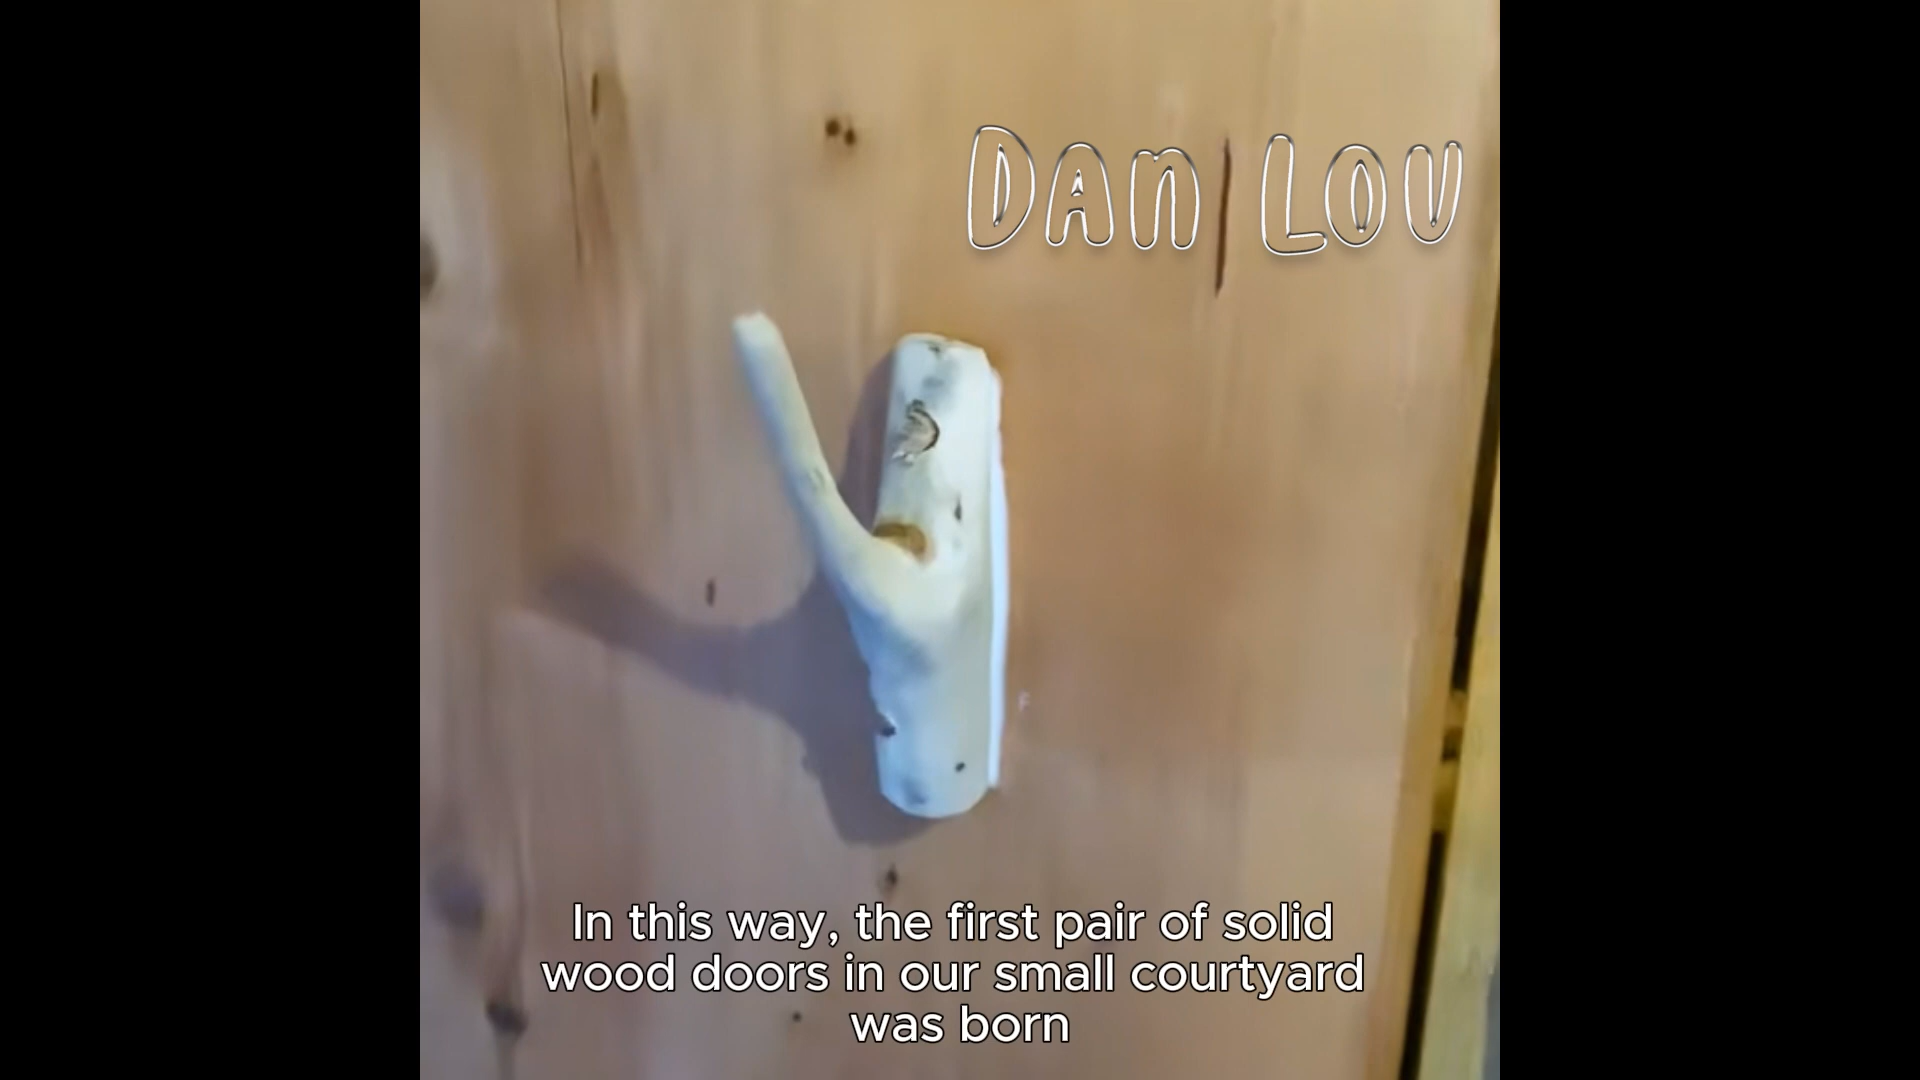 Dan Lou
In this way, the first pair of solid
wood doors in our small courtyard
was born